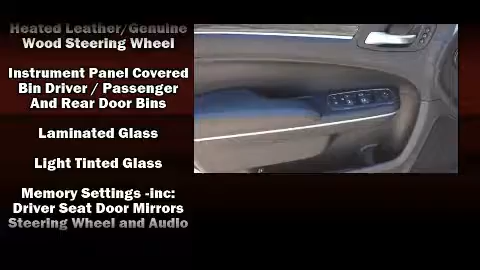 Heated Leather/Genuine
Wood Steering Wheel
Instrument Panel Covered
Bin Driver / Passenger
And Rear Door Bins
Laminated Glass
Light Tinted Glass
Memory Settings -inc:
Driver Seat Door Mirrors
Steering Wheel and Audio